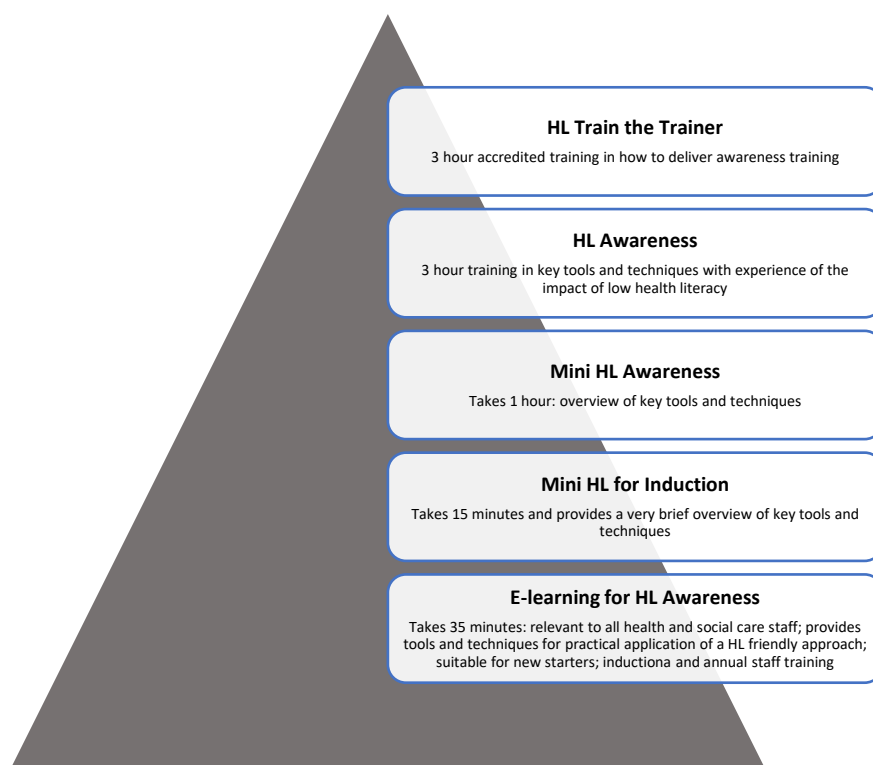 HL Train the Trainer
3 hour accredited training in how to deliver awareness training
HL Awareness
3 hour training in key tools and techniques with experience of the
impact of low health literacy
Mini HL Awareness
Takes 1 hour: overview of key tools and techniques
Mini HL for Induction
Takes 15 minutes and provides a very brief overview of key tools and
techniques
E-learning for HL Awareness
Takes 35 minutes: relevant to all health and social care staff; provides
tools and techniques for practical application of a HL friendly approach;
suitable for new starters; inductiona and annual staff training